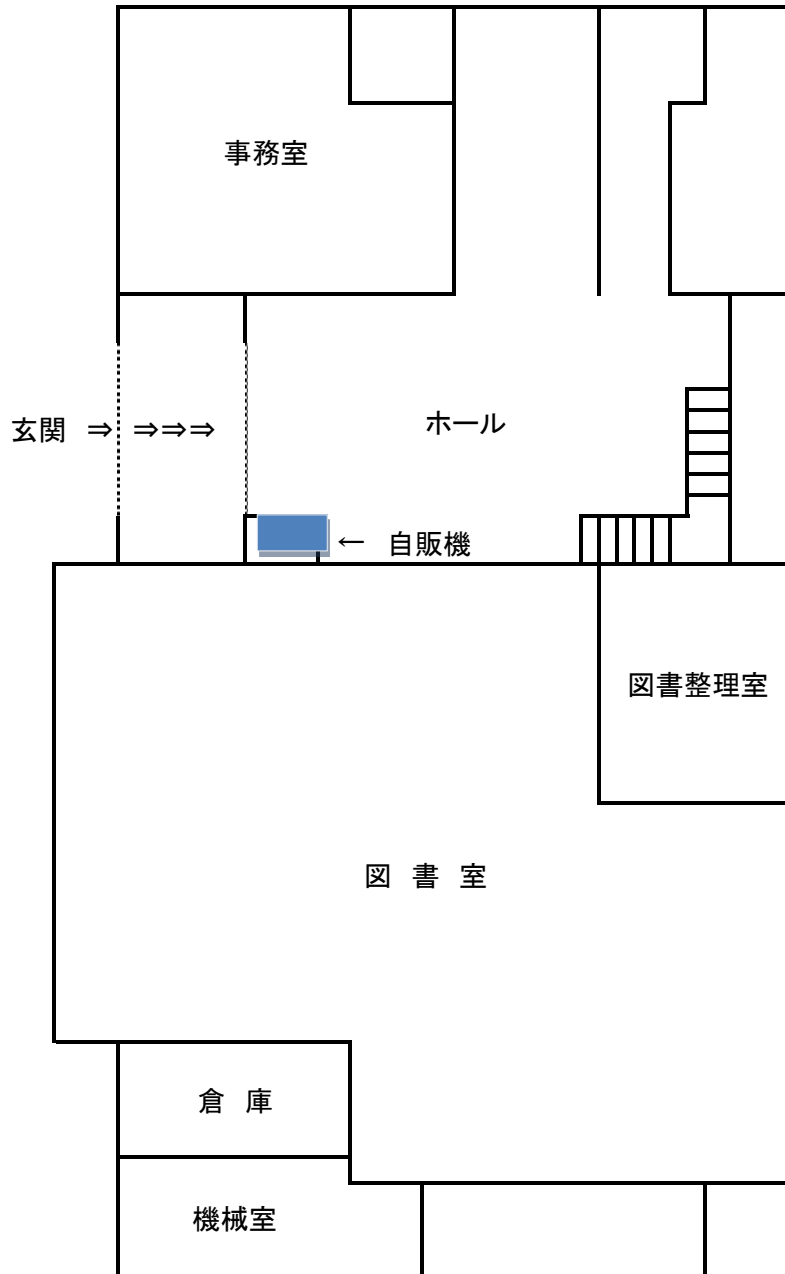 事務室
玄関 ⇒ ⇒⇒⇒
ホール
← 自販機
図書整理室
図 書 室
倉 庫
機械室